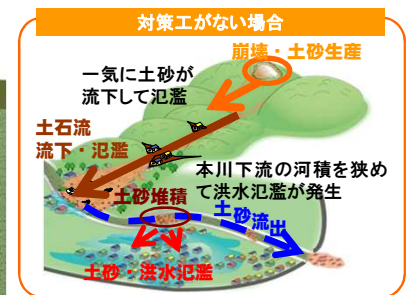 対策工がない場合
崩壊・土砂生産
一気に土砂が
流下して氾濫
土石流
流下・氾濫
本川下流の河積を狭め
て洪水氾濫が発生
土砂堆積
土砂流出
土砂・洪水氾濫